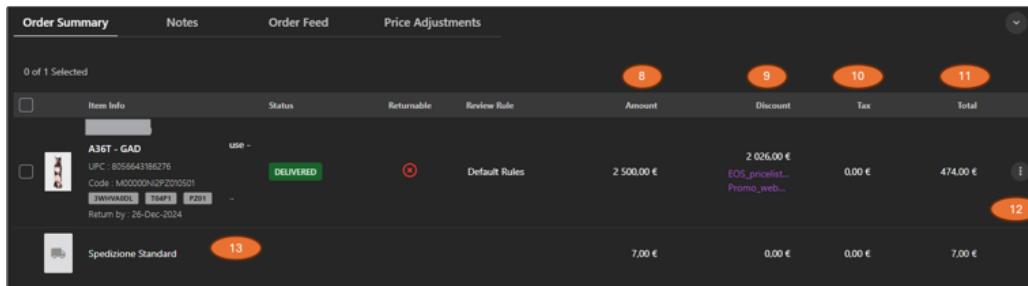 Order Summary Notes Order Feed Price Adjustments
0 of 1 Selected
8 9 10 11
Item Info Status Returnable Review Rule Amount Discount Tax Total
A36T - GAD use -
UPC : 8056643186276
Code : M00000NI2PZ010501
3WHVA0DL T04P1 PZ01 -
Return by : 26-Dec-2024
DELIVERED Default Rules 2 500,00 € 2 026,00 € 0,00 € 474,00 €
EOS_pricelist...
Promo_web...
12
Spedizione Standard 13 7,00 € 0,00 € 0,00 € 7,00 €